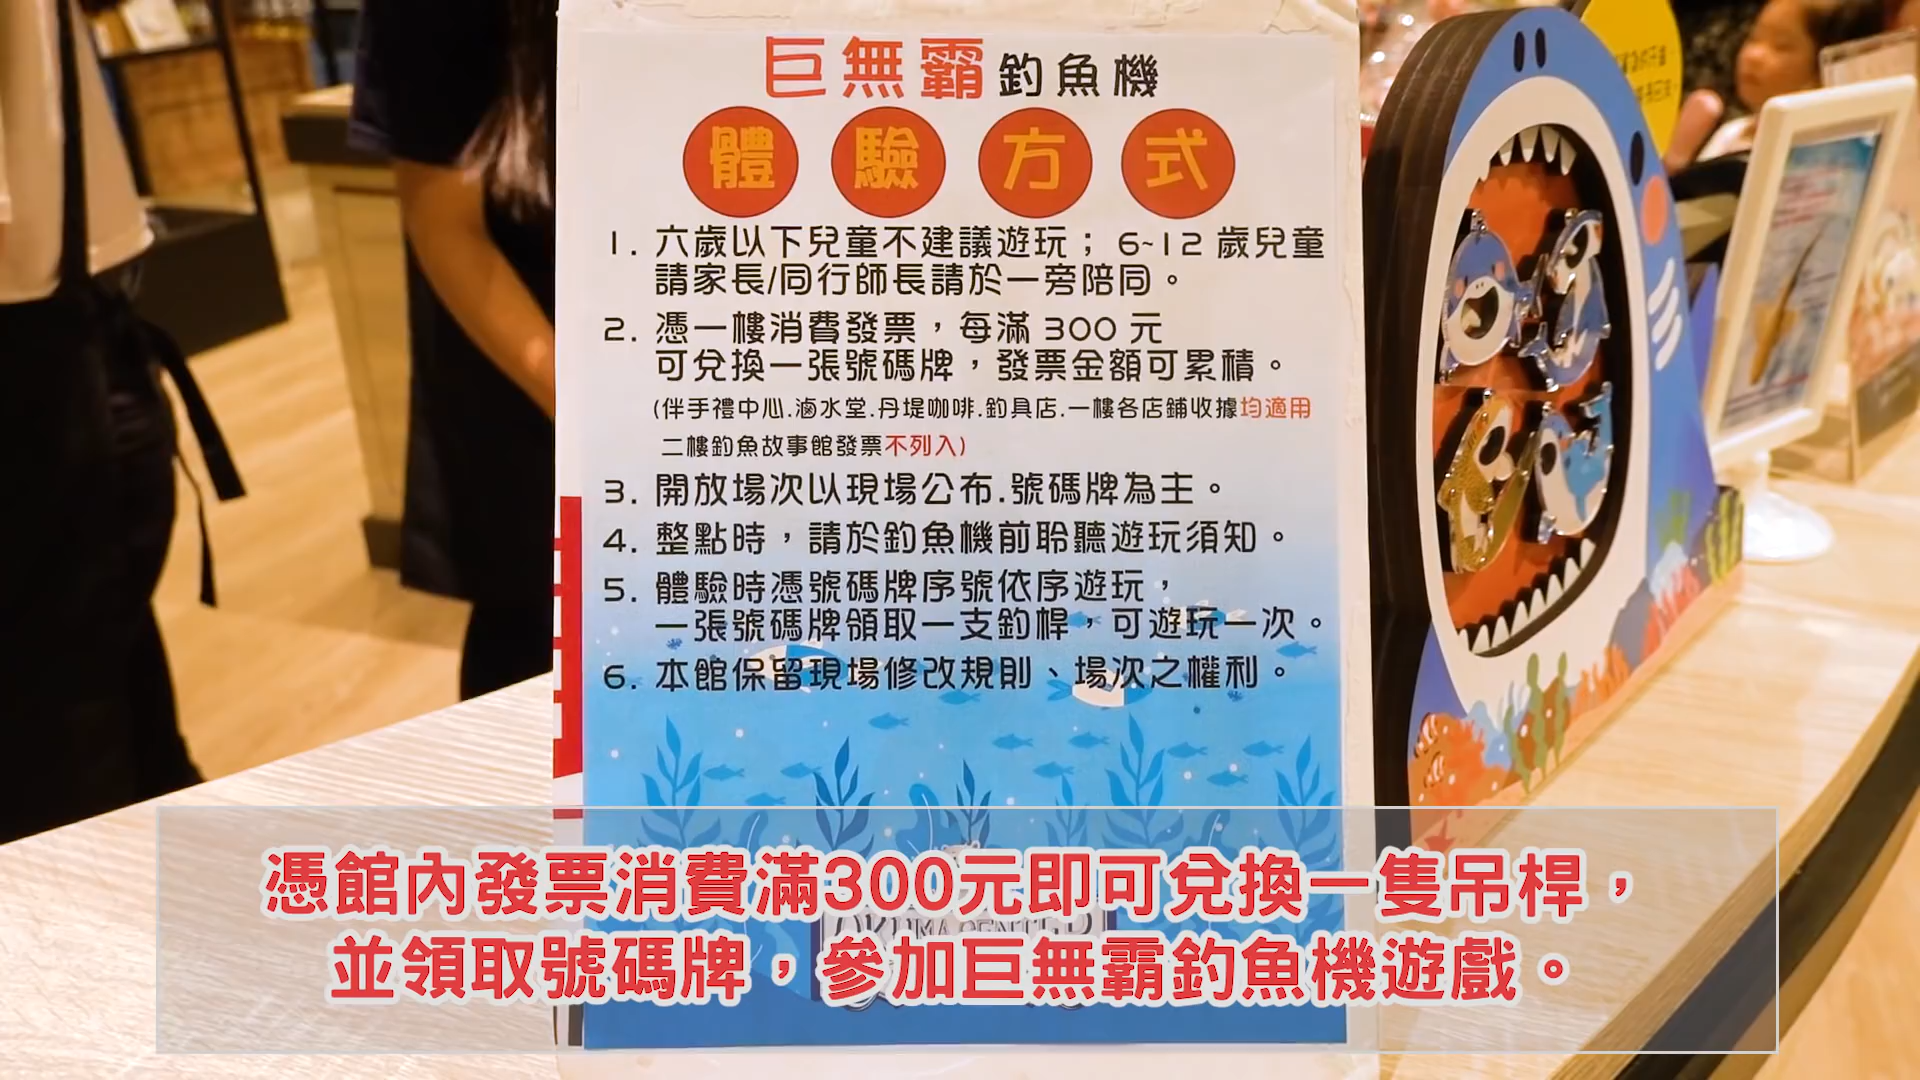 巨無霸釣魚機
體驗方式
1. 六歲以下兒童不建議遊玩； 6~12 歲兒童
請家長/同行師長請於一旁陪同。
2. 憑一樓消費發票，每滿 300 元
可兌換一張號碼牌，發票金額可累積。
(伴手禮中心.滷水堂.丹堤咖啡.釣具店.一樓各店鋪收據均適用
二樓釣魚故事館發票不列入)
3. 開放場次以現場公布.號碼牌為主。
4. 整點時，請於釣魚機前聆聽遊玩須知。
5. 體驗時憑號碼牌序號依序遊玩，
一張號碼牌領取一支釣桿，可遊玩一次。
6. 本館保留現場修改規則、場次之權利。
憑館內發票消費滿300元即可兌換一隻吊桿，
並領取號碼牌，參加巨無霸釣魚機遊戲。